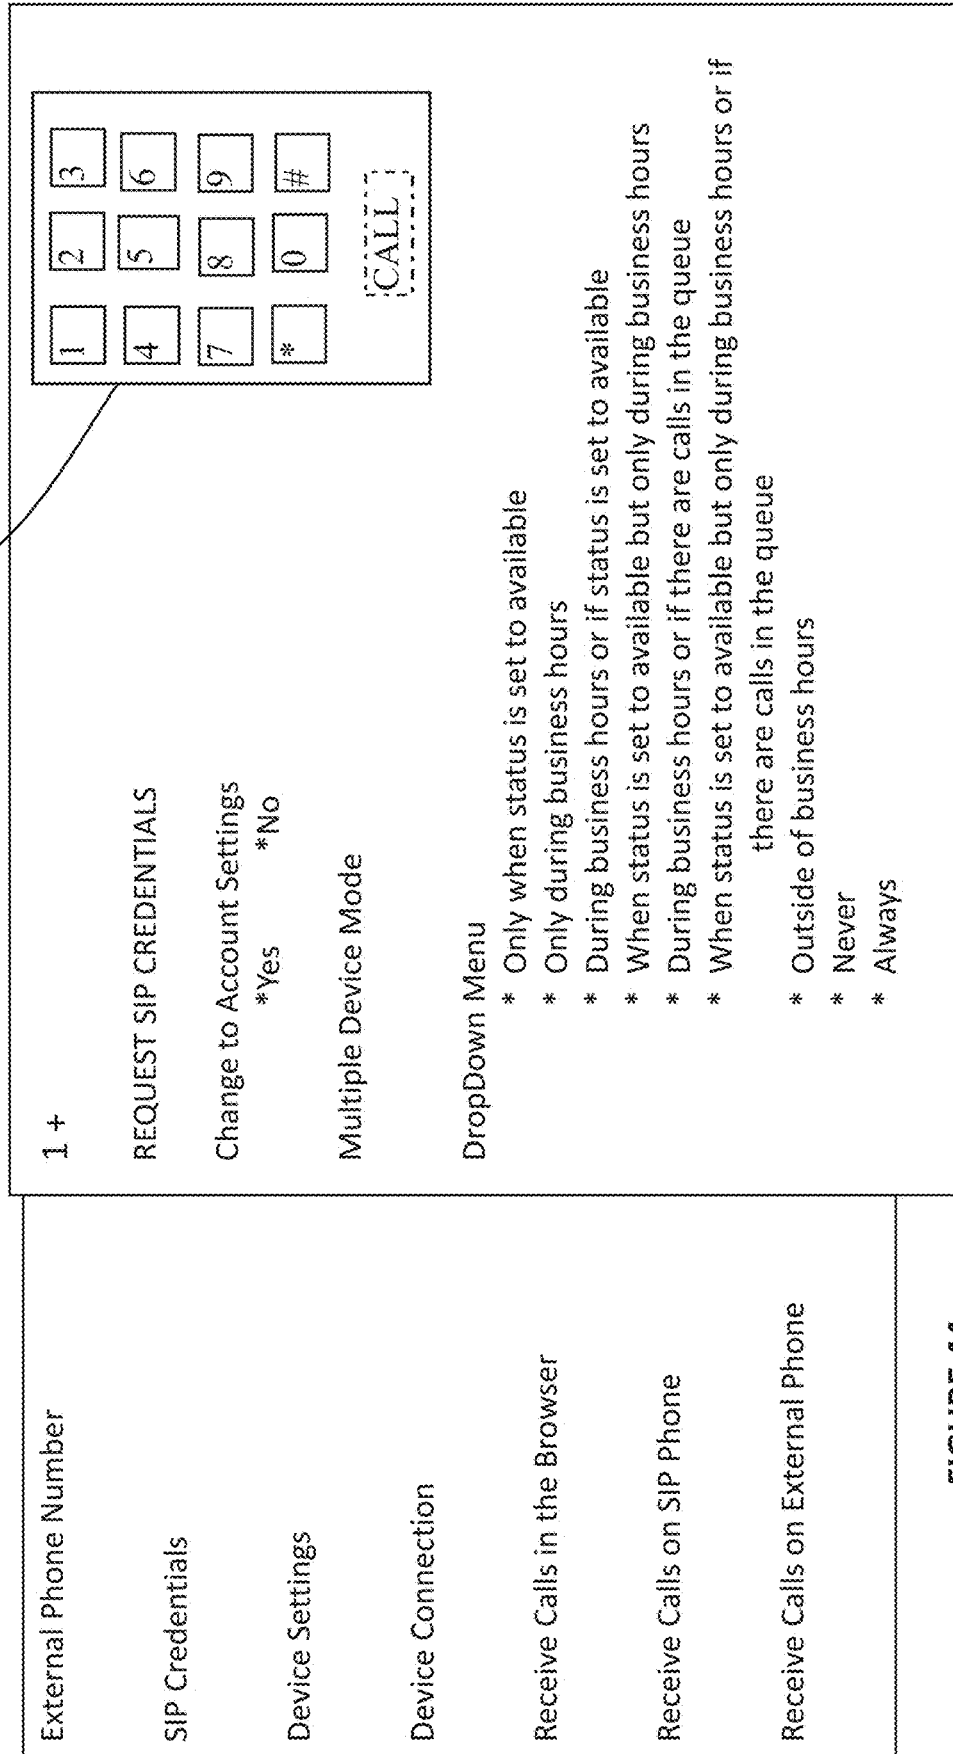 External Phone Number
SIP Credentials
Device Settings
Device Connection
Receive Calls in the Browser
Receive Calls on SIP Phone
Receive Calls on External Phone
1 +
REQUEST SIP CREDENTIALS
Change to Account Settings
*Yes *No
Multiple Device Mode
DropDown Menu
* Only when status is set to available
* Only during business hours
* During business hours or if status is set to available
* When status is set to available but only during business hours
* During business hours or if there are calls in the queue
* When status is set to available but only during business hours or if
there are calls in the queue
* Outside of business hours
* Never
* Always
1 2 3
4 5 6
7 8 9
* 0 #
CALL